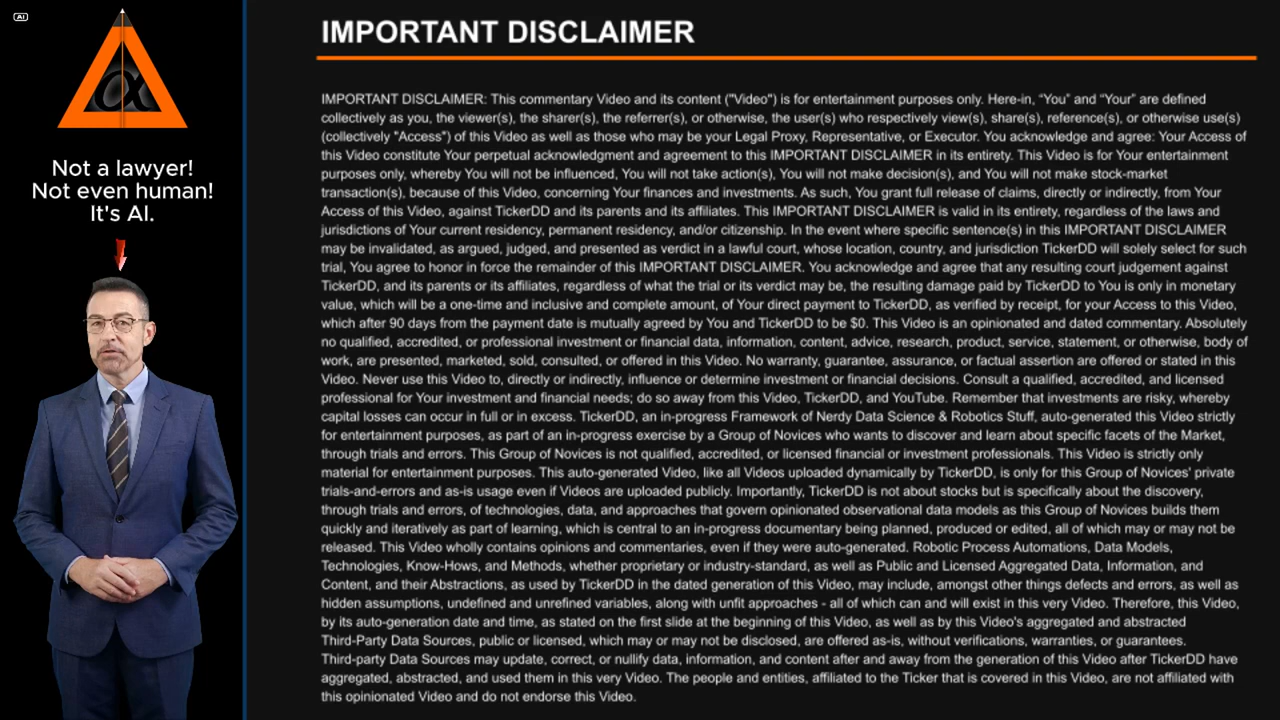 AI
α
Not a lawyer!
Not even human!
It's AI.
IMPORTANT DISCLAIMER
IMPORTANT DISCLAIMER: This commentary Video and its content ("Video") is for entertainment purposes only. Here-in, “You” and “Your” are defined
collectively as you, the viewer(s), the sharer(s), the referrer(s), or otherwise, the user(s) who respectively view(s), share(s), reference(s), or otherwise use(s)
(collectively "Access") of this Video as well as those who may be your Legal Proxy, Representative, or Executor. You acknowledge and agree: Your Access of
this Video constitute Your perpetual acknowledgment and agreement to this IMPORTANT DISCLAIMER in its entirety. This Video is for Your entertainment
purposes only, whereby You will not be influenced, You will not take action(s), You will not make decision(s), and You will not make stock-market
transaction(s), because of this Video, concerning Your finances and investments. As such, You grant full release of claims, directly or indirectly, from Your
Access of this Video, against TickerDD and its parents and its affiliates. This IMPORTANT DISCLAIMER is valid in its entirety, regardless of the laws and
jurisdictions of Your current residency, permanent residency, and/or citizenship. In the event where specific sentence(s) in this IMPORTANT DISCLAIMER
may be invalidated, as argued, judged, and presented as verdict in a lawful court, whose location, country, and jurisdiction TickerDD will solely select for such
trial, You agree to honor in force the remainder of this IMPORTANT DISCLAIMER. You acknowledge and agree that any resulting court judgement against
TickerDD, and its parents or its affiliates, regardless of what the trial or its verdict may be, the resulting damage paid by TickerDD to You is only in monetary
value, which will be a one-time and inclusive and complete amount, of Your direct payment to TickerDD, as verified by receipt, for your Access to this Video,
which after 90 days from the payment date is mutually agreed by You and TickerDD to be $0. This Video is an opinionated and dated commentary. Absolutely
no qualified, accredited, or professional investment or financial data, information, content, advice, research, product, service, statement, or otherwise, body of
work, are presented, marketed, sold, consulted, or offered in this Video. No warranty, guarantee, assurance, or factual assertion are offered or stated in this
Video. Never use this Video to, directly or indirectly, influence or determine investment or financial decisions. Consult a qualified, accredited, and licensed
professional for Your investment and financial needs; do so away from this Video, TickerDD, and YouTube. Remember that investments are risky, whereby
capital losses can occur in full or in excess. TickerDD, an in-progress Framework of Nerdy Data Science & Robotics Stuff, auto-generated this Video strictly
for entertainment purposes, as part of an in-progress exercise by a Group of Novices who wants to discover and learn about specific facets of the Market,
through trials and errors. This Group of Novices is not qualified, accredited, or licensed financial or investment professionals. This Video is strictly only
material for entertainment purposes. This auto-generated Video, like all Videos uploaded dynamically by TickerDD, is only for this Group of Novices' private
trials-and-errors and as-is usage even if Videos are uploaded publicly. Importantly, TickerDD is not about stocks but is specifically about the discovery,
through trials and errors, of technologies, data, and approaches that govern opinionated observational data models as this Group of Novices builds them
quickly and iteratively as part of learning, which is central to an in-progress documentary being planned, produced or edited, all of which may or may not be
released. This Video wholly contains opinions and commentaries, even if they were auto-generated. Robotic Process Automations, Data Models,
Technologies, Know-Hows, and Methods, whether proprietary or industry-standard, as well as Public and Licensed Aggregated Data, Information, and
Content, and their Abstractions, as used by TickerDD in the dated generation of this Video, may include, amongst other things defects and errors, as well as
hidden assumptions, undefined and unrefined variables, along with unfit approaches - all of which can and will exist in this very Video. Therefore, this Video,
by its auto-generation date and time, as stated on the first slide at the beginning of this Video, as well as by this Video's aggregated and abstracted
Third-Party Data Sources, public or licensed, which may or may not be disclosed, are offered as-is, without verifications, warranties, or guarantees.
Third-party Data Sources may update, correct, or nullify data, information, and content after and away from the generation of this Video after TickerDD have
aggregated, abstracted, and used them in this very Video. The people and entities, affiliated to the Ticker that is covered in this Video, are not affiliated with
this opinionated Video and do not endorse this Video.